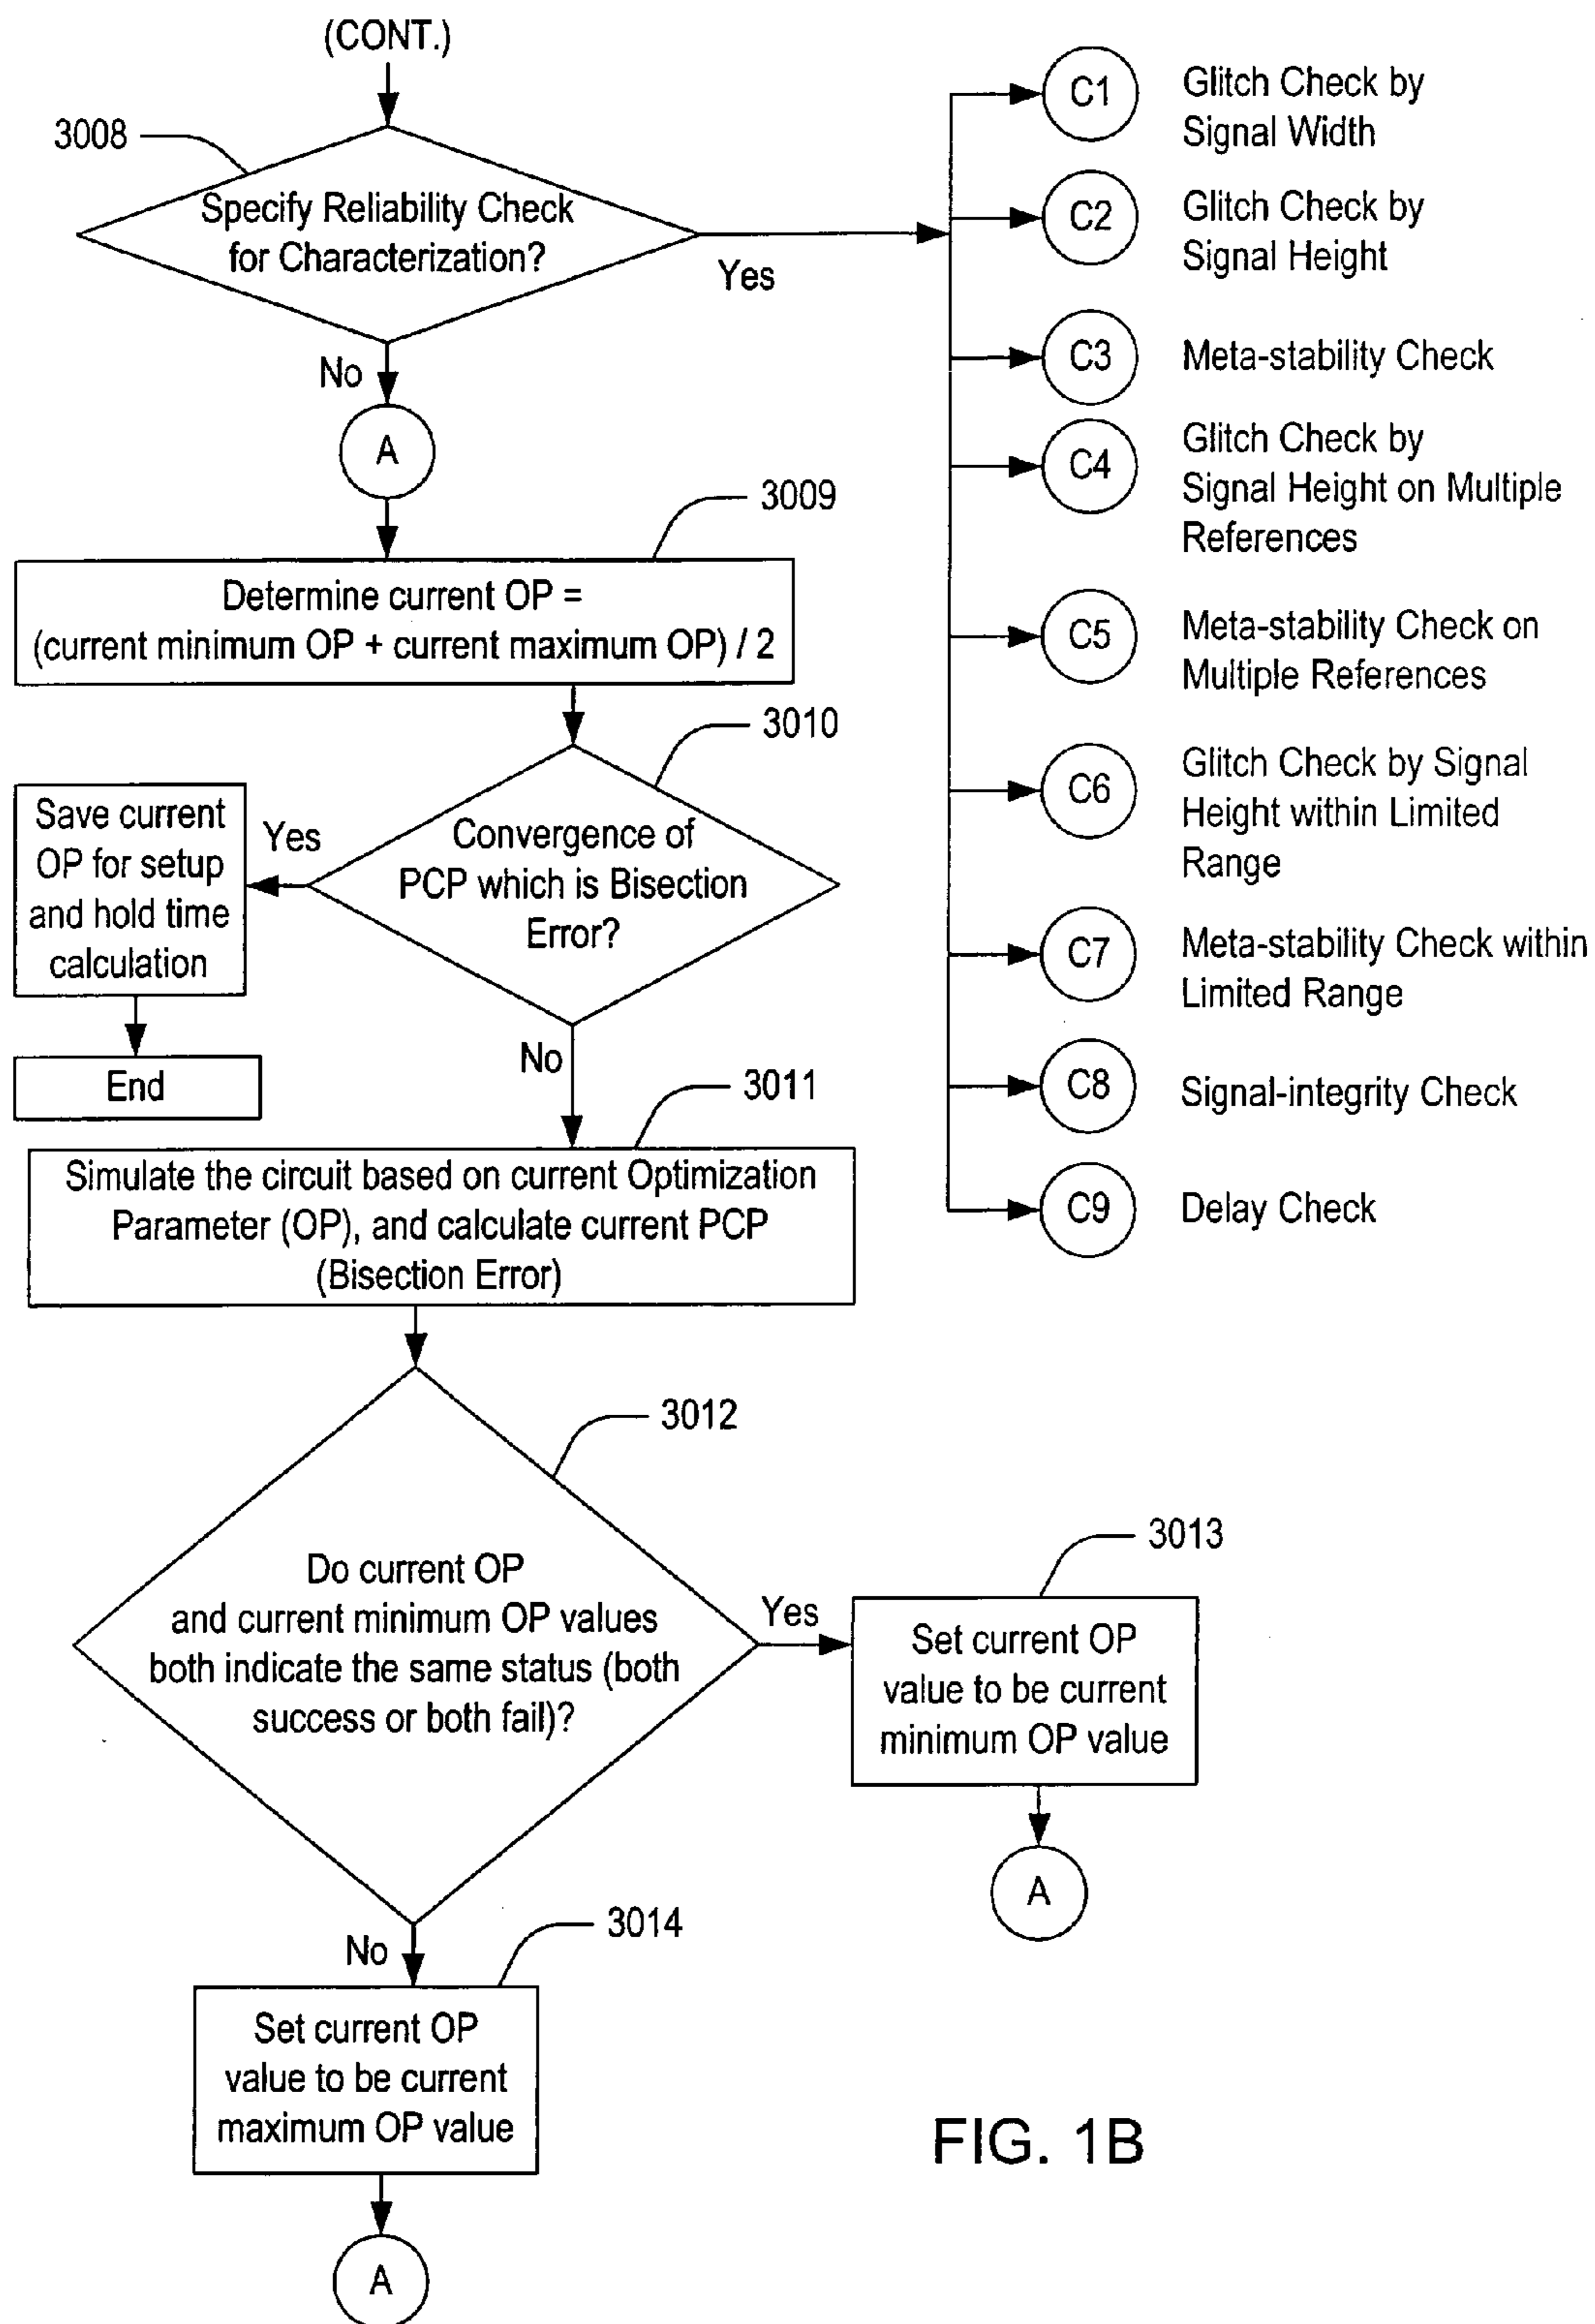 (CONT.)
3008
Specify Reliability Check
for Characterization?
Yes
No
A
3009
Determine current OP =
(current minimum OP + current maximum OP) / 2
3010
Convergence of
PCP which is Bisection
Error?
Yes
Save current
OP for setup
and hold time
calculation
End
No
3011
Simulate the circuit based on current Optimization
Parameter (OP), and calculate current PCP
(Bisection Error)
3012
Do current OP
and current minimum OP values
both indicate the same status (both
success or both fail)?
Yes
3013
Set current OP
value to be current
minimum OP value
A
No
3014
Set current OP
value to be current
maximum OP value
A
C1
Glitch Check by
Signal Width
C2
Glitch Check by
Signal Height
C3
Meta-stability Check
C4
Glitch Check by
Signal Height on Multiple
References
C5
Meta-stability Check on
Multiple References
C6
Glitch Check by Signal
Height within Limited
Range
C7
Meta-stability Check within
Limited Range
C8
Signal-integrity Check
C9
Delay Check
FIG. 1B